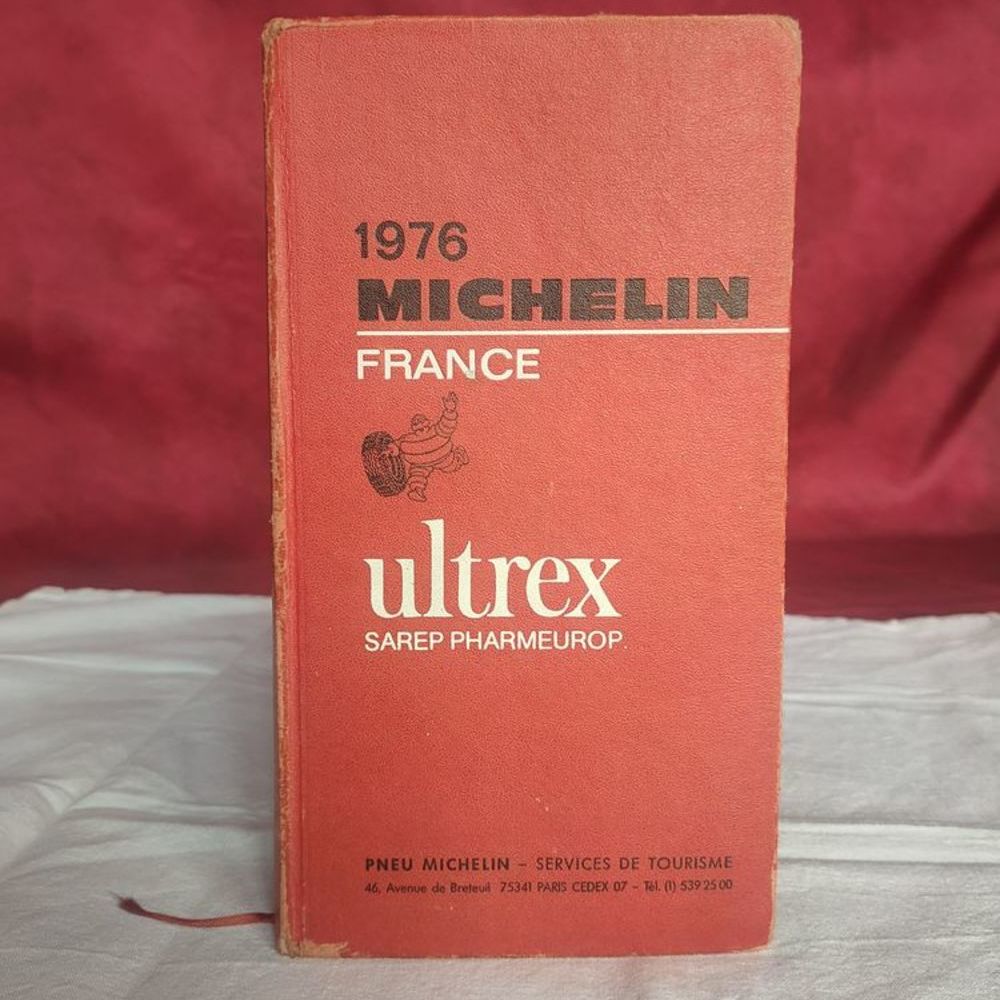 1976
MICHELIN
FRANCE
ultrex
SAREP PHARMEUROP.
PNEU MICHELIN – SERVICES DE TOURISME
46, Avenue de Breteuil 75341 PARIS CEDEX 07 – Tél. (1) 539 25 00